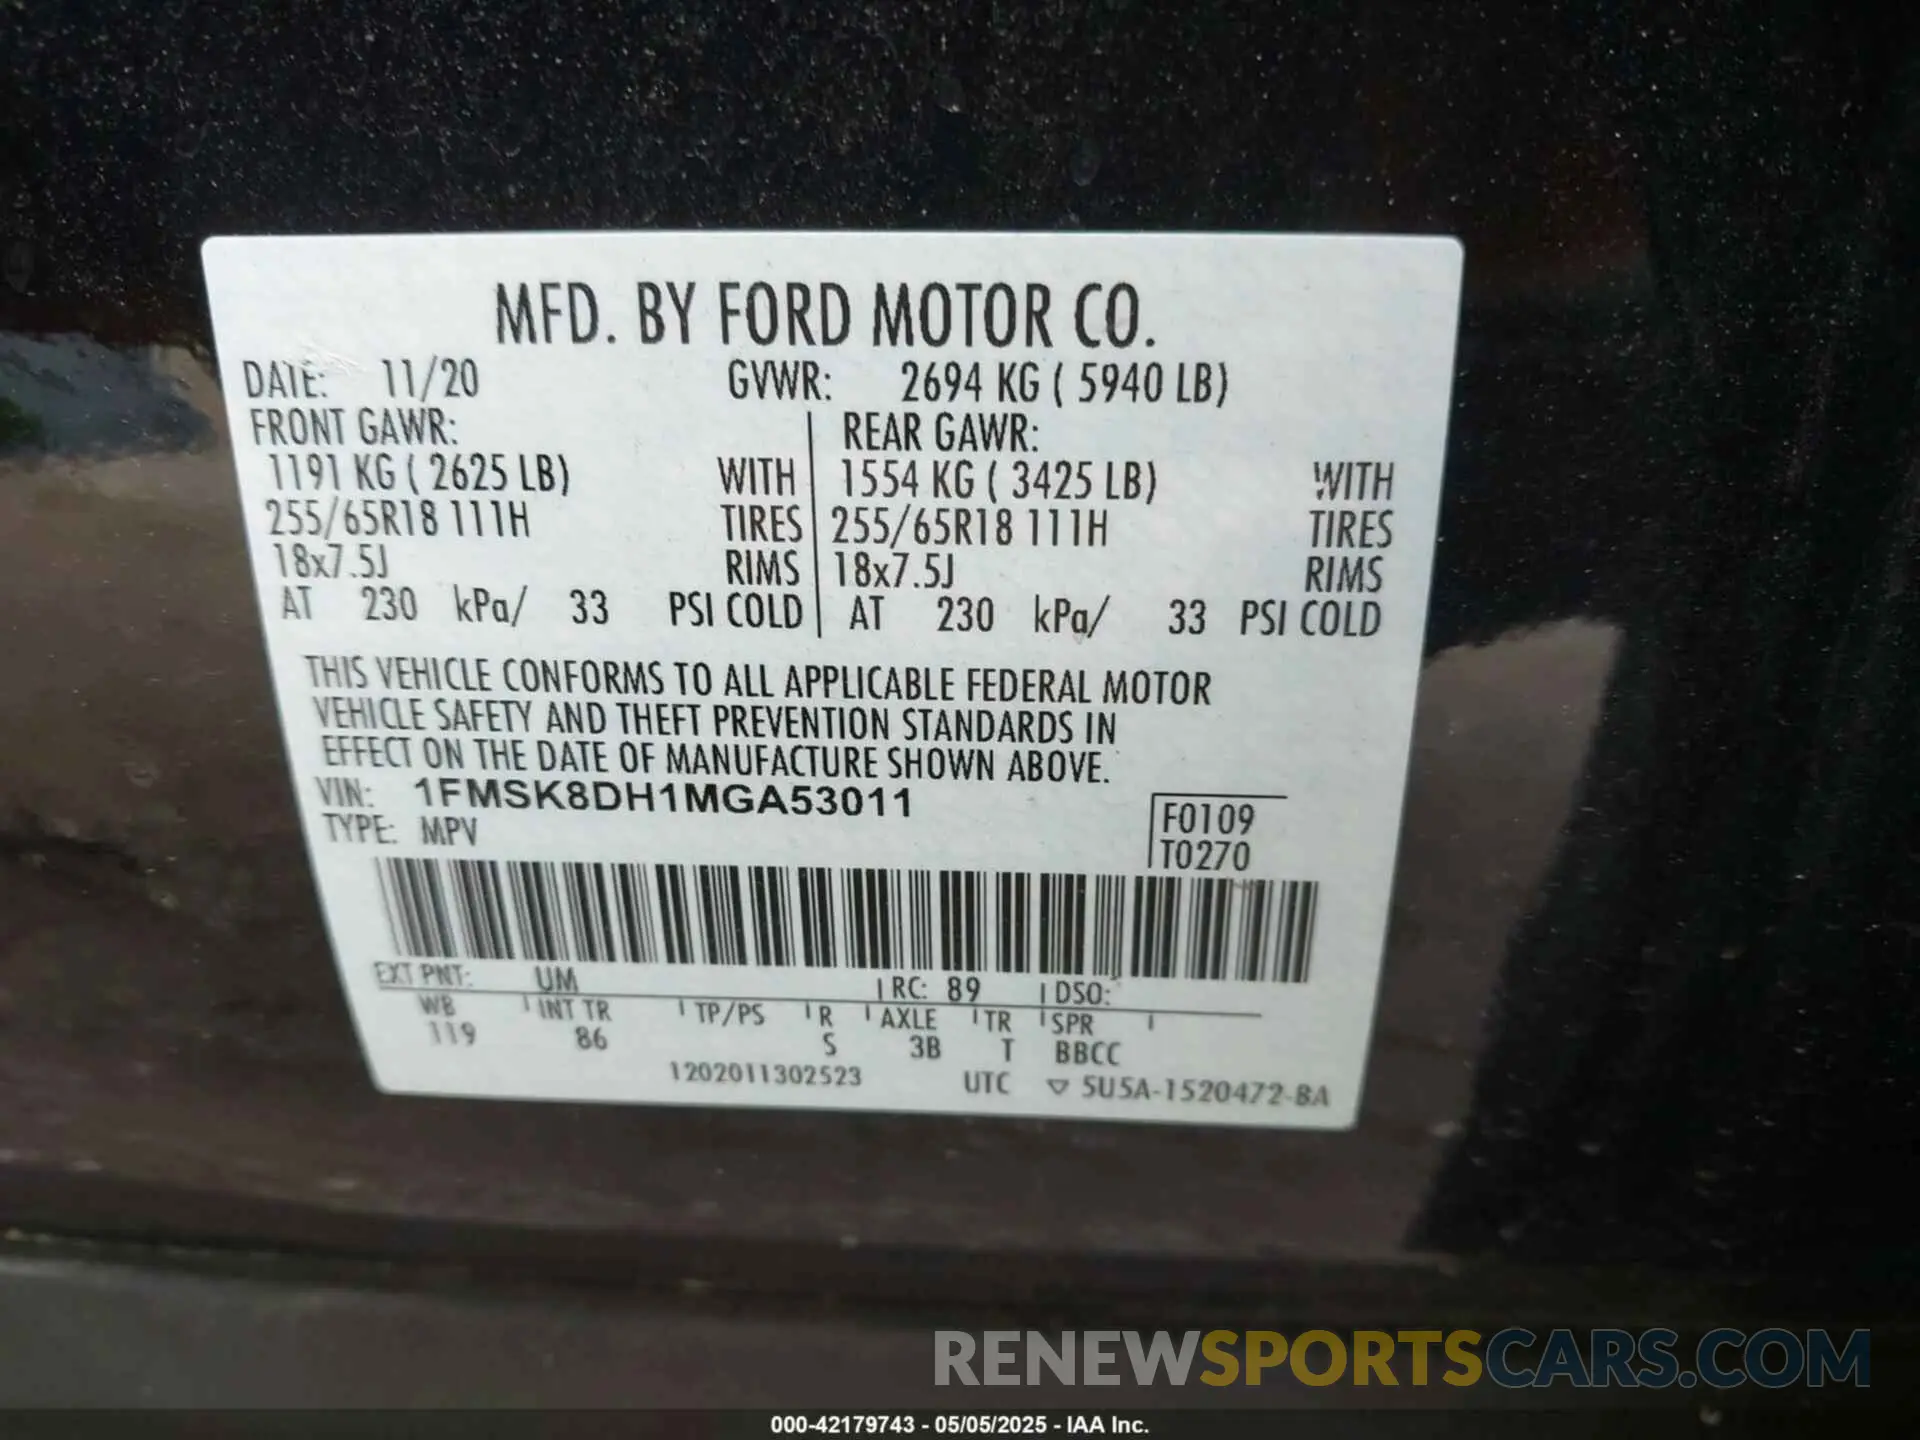 MFD. BY FORD MOTOR CO.
DATE: 11/20 GVWR: 2694 KG ( 5940 LB)
FRONT GAWR: REAR GAWR:
1191 KG ( 2625 LB) WITH 1554 KG ( 3425 LB) WITH
255/65R18 111H TIRES 255/65R18 111H TIRES
18x7.5J RIMS 18x7.5J RIMS
AT 230 kPa/ 33 PSI COLD AT 230 kPa/ 33 PSI COLD
THIS VEHICLE CONFORMS TO ALL APPLICABLE FEDERAL MOTOR
VEHICLE SAFETY AND THEFT PREVENTION STANDARDS IN
EFFECT ON THE DATE OF MANUFACTURE SHOWN ABOVE.
VIN: 1FMSK8DH1MGA53011
TYPE: MPV
F0109
T0270
EXT PNT: UM RC: 89 DSO:
WB INT TR TP/PS R AXLE TR SPR
119 86 S 3B T BBCC
1202011302523 UTC ▽ 5U5A-1520472-BA
RENEWSPORTSCARS.COM
000-42179743 - 05/05/2025 - IAA Inc.